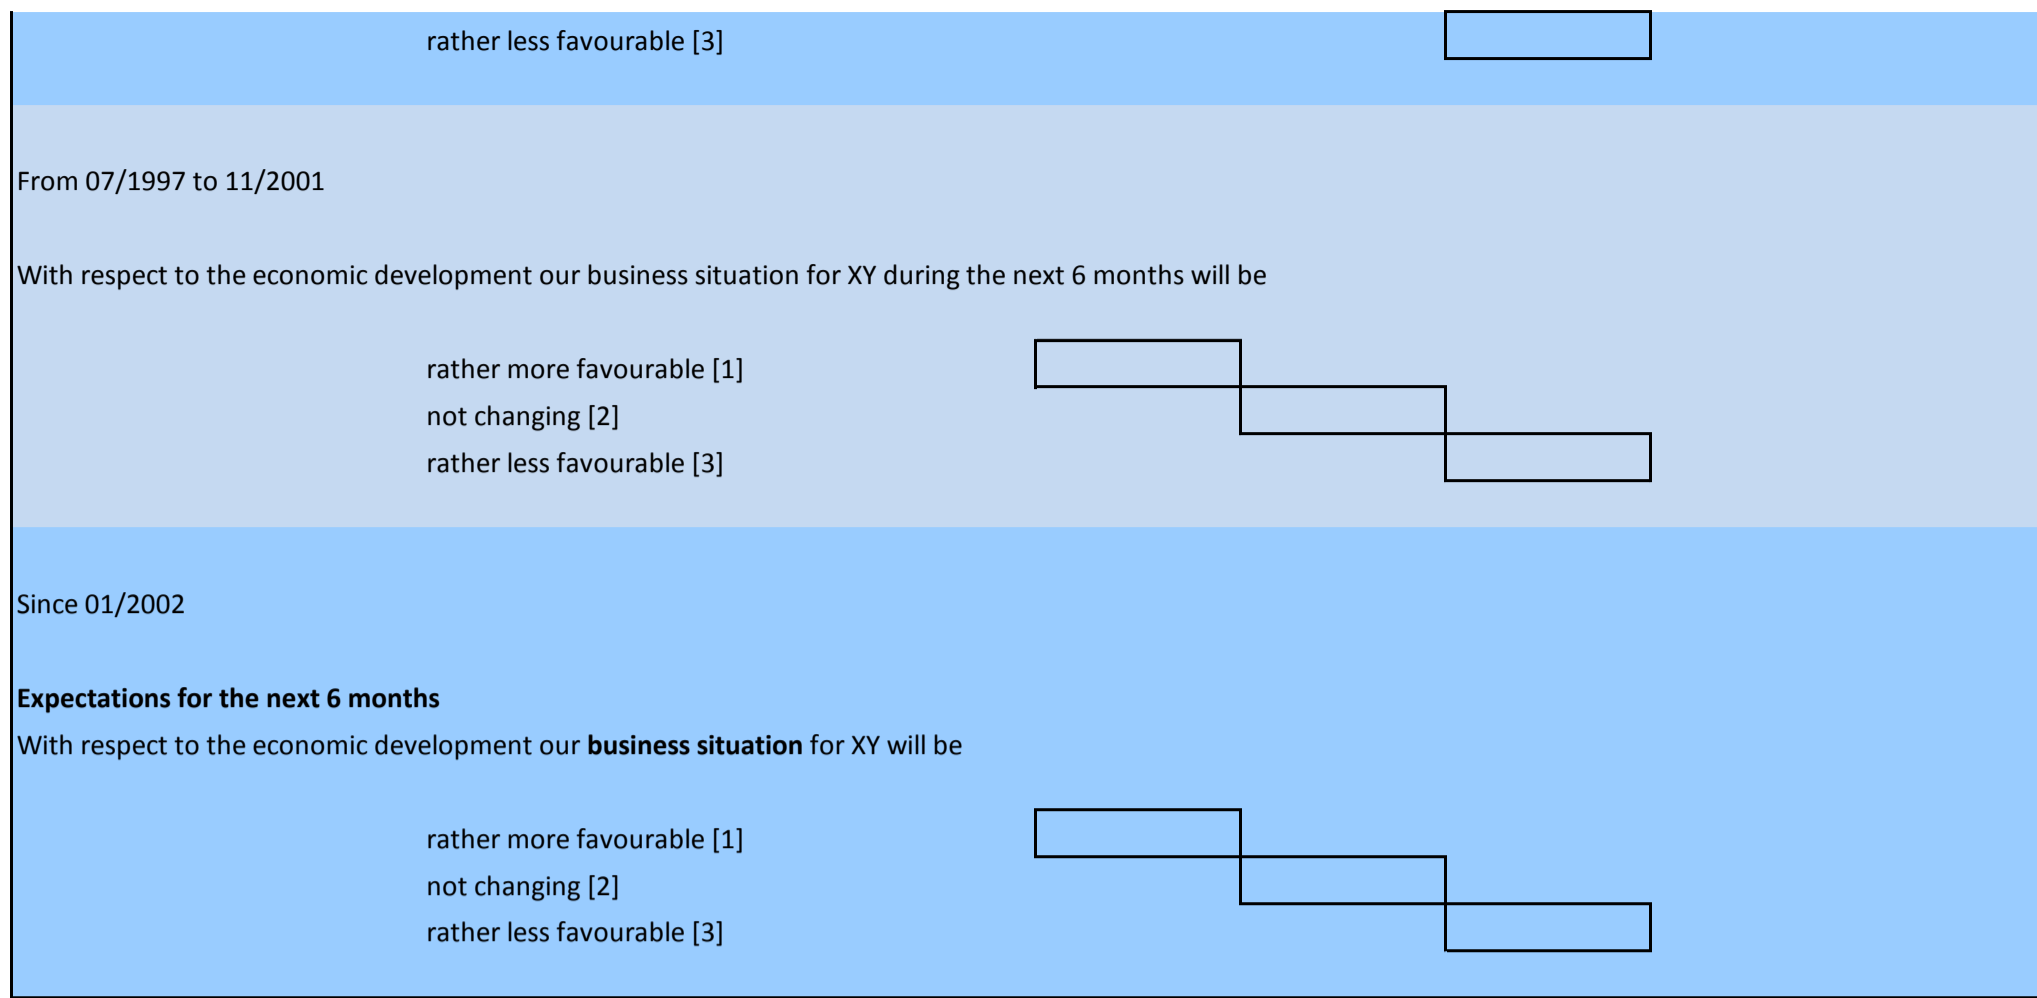 rather less favourable [3]
From 07/1997 to 11/2001
With respect to the economic development our business situation for XY during the next 6 months will be
rather more favourable [1]
not changing [2]
rather less favourable [3]
Since 01/2002
Expectations for the next 6 months
With respect to the economic development our business situation for XY will be
rather more favourable [1]
not changing [2]
rather less favourable [3]